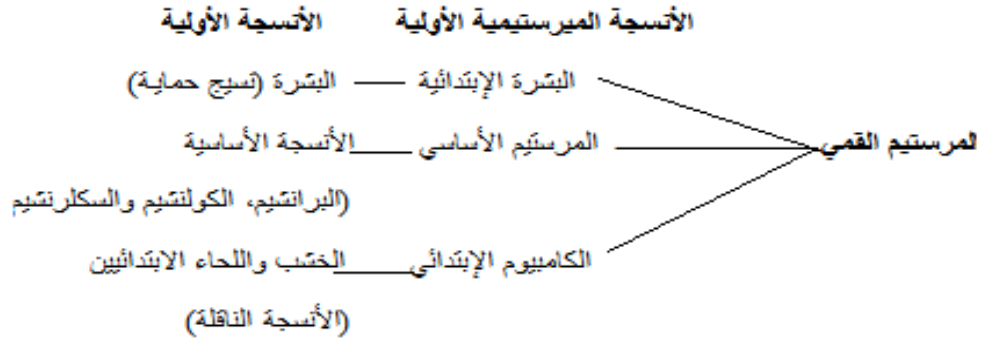 الأنسجة الميرستيمية الأولية الأنسجة الأولية
البشرة الإبتدائية البشرة (نسيج حماية)
المرستيم القمي المرستيم الأساسي الأنسجة الأساسية
(البرانشيم، الكولنشيم والسكلرنشيم
الكامبيوم الإبتدائي الخشب واللحاء الابتدائيين
(الأنسجة الناقلة)